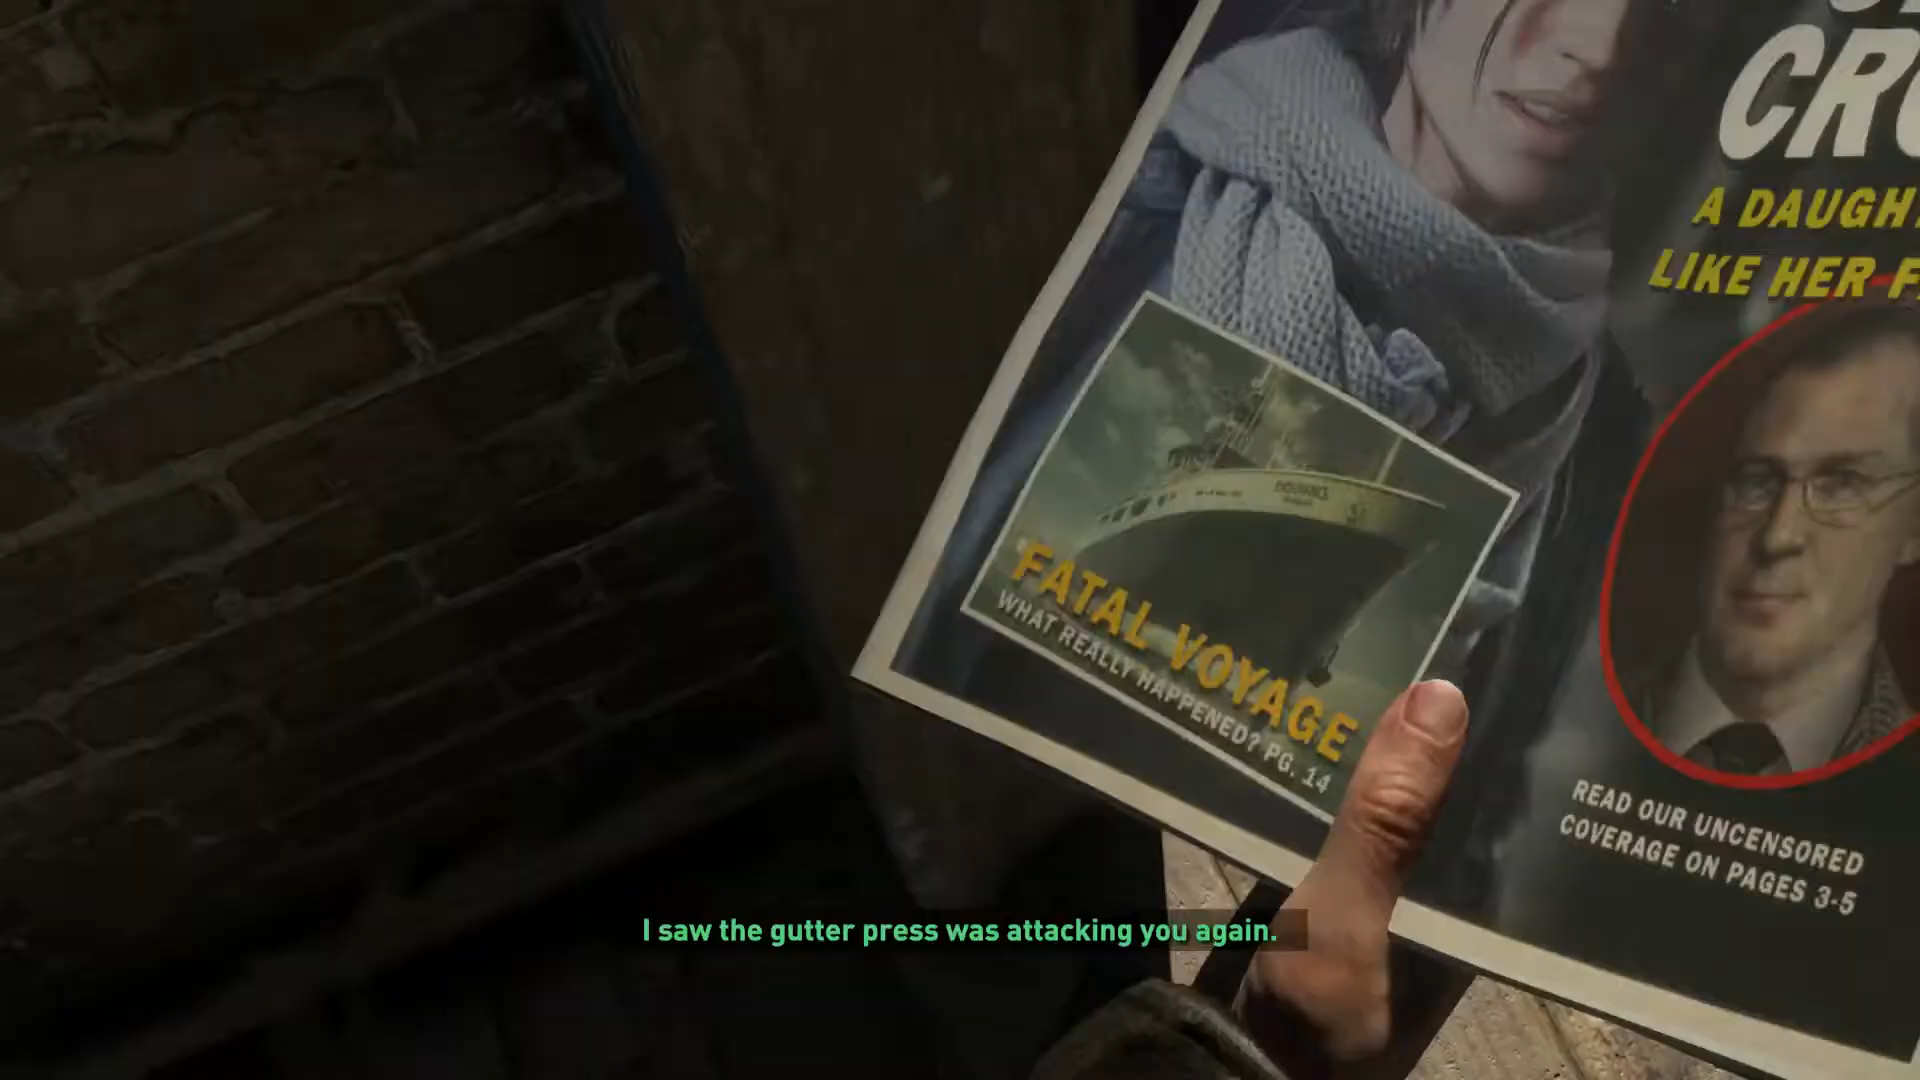 CR
A DAUGH
LIKE HER F
FATAL VOYAGE
WHAT REALLY HAPPENED? PG. 14
READ OUR UNCENSORED
COVERAGE ON PAGES 3-5
I saw the gutter press was attacking you again.